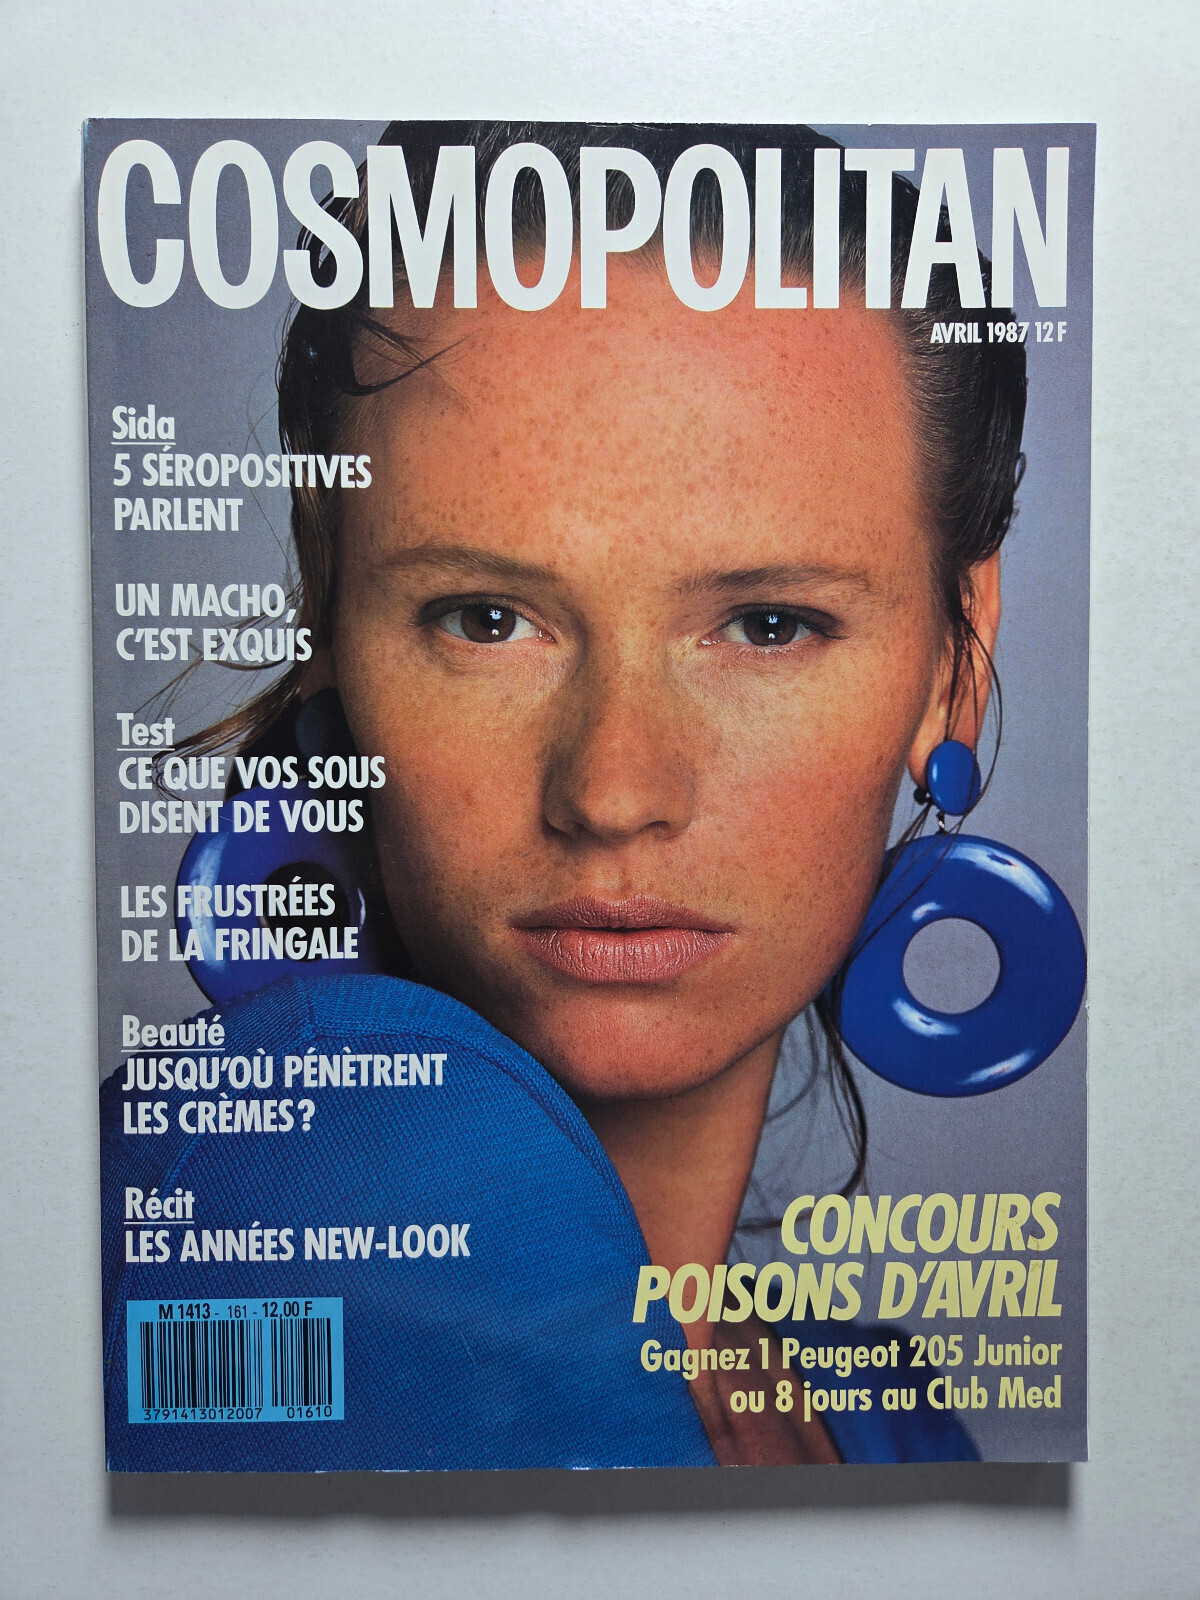 COSMOPOLITAN
AVRIL 1987 12 F
Sida
5 SÉROPOSITIVES
PARLENT
UN MACHO,
C'EST EXQUIS
Test
CE QUE VOS SOUS
DISENT DE VOUS
LES FRUSTRÉES
DE LA FRINGALE
Beauté
JUSQU'OÙ PÉNÈTRENT
LES CRÈMES?
Récit
LES ANNÉES NEW-LOOK
CONCOURS
POISONS D'AVRIL
Gagnez 1 Peugeot 205 Junior
ou 8 jours au Club Med
M 1413 - 161 - 12,00 F
3791413012007 01610